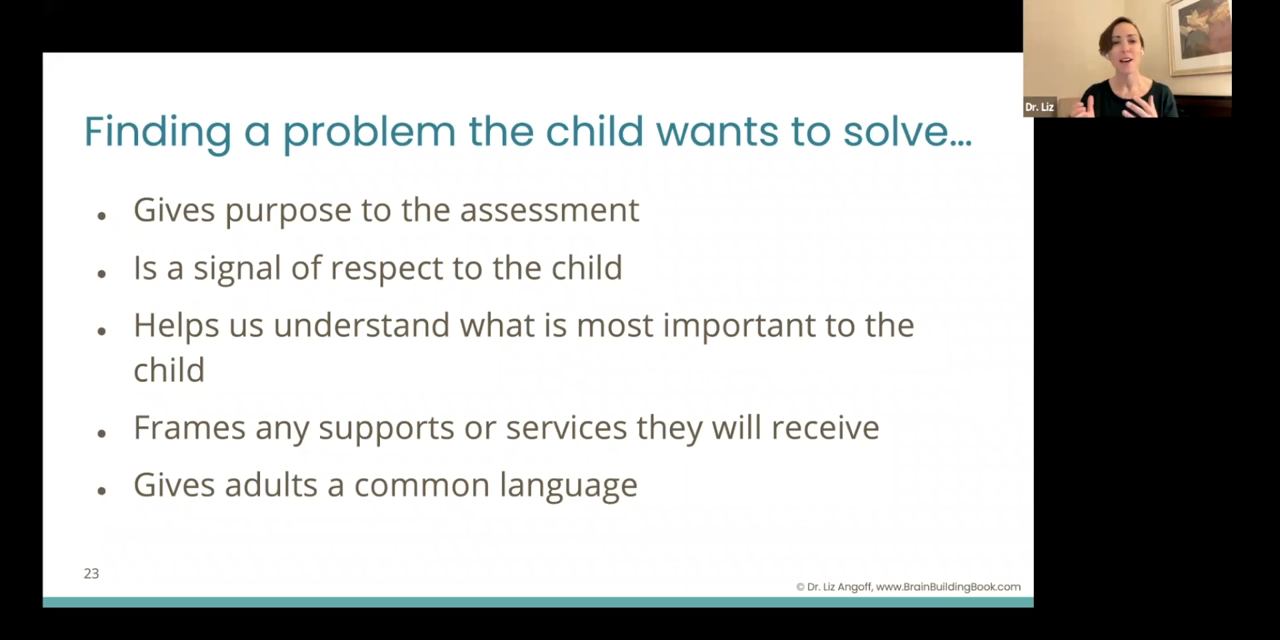 Finding a problem the child wants to solve...
• Gives purpose to the assessment
• Is a signal of respect to the child
• Helps us understand what is most important to the
child
• Frames any supports or services they will receive
• Gives adults a common language
23
© Dr. Liz Angoff, www.BrainBuildingBook.com
Dr. Liz